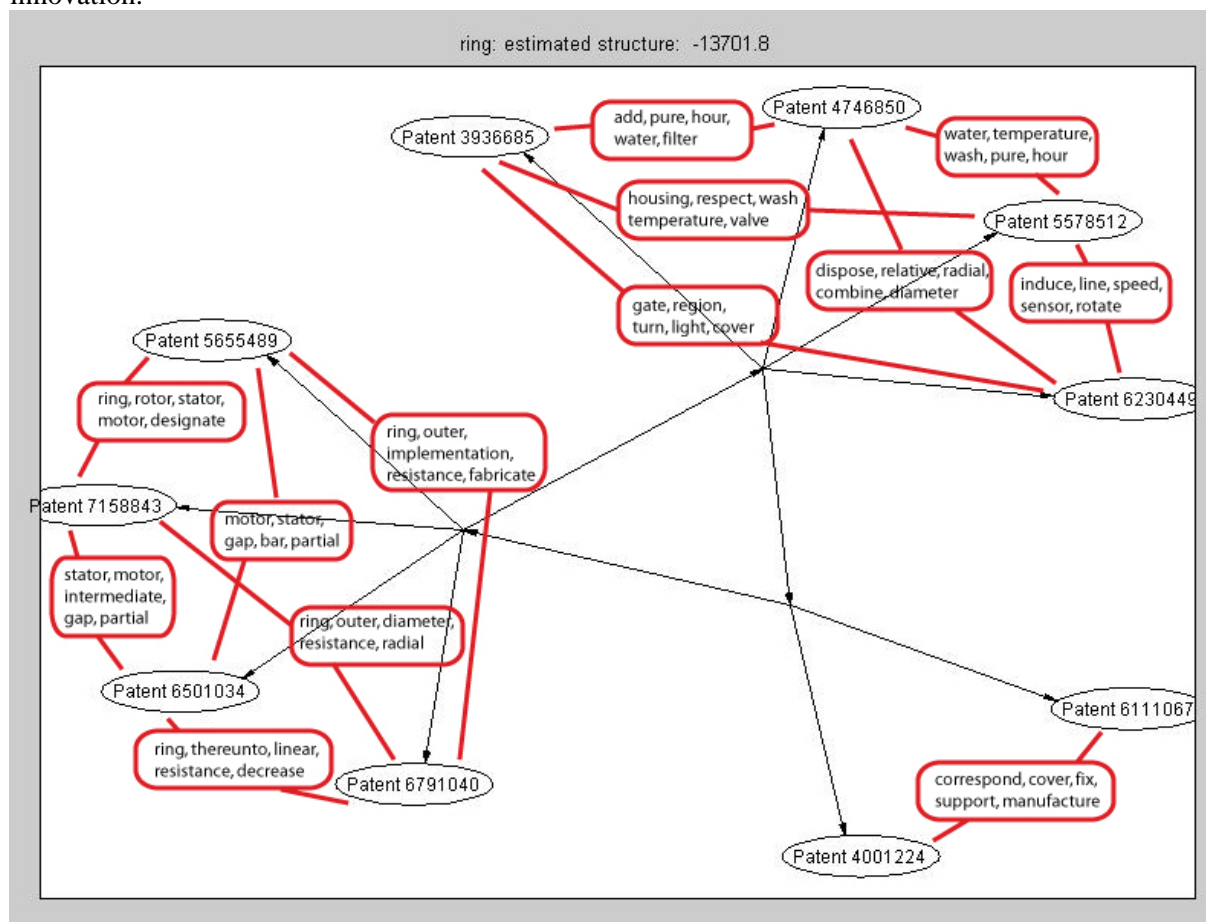 innovation.
ring: estimated structure: -13701.8
Patent 4746850
Patent 3936685
add, pure, hour,
water, filter
water, temperature,
wash, pure, hour
housing, respect, wash
temperature, valve
Patent 5578512
dispose, relative, radial,
combine, diameter
induce, line, speed,
sensor, rotate
gate, region,
turn, light, cover
Patent 5655489
Patent 6230449
ring, rotor, stator,
motor, designate
ring, outer,
implementation,
resistance, fabricate
Patent 7158843
motor, stator,
gap, bar, partial
stator, motor,
intermediate,
gap, partial
ring, outer, diameter,
resistance, radial
Patent 6501034
Patent 6111067
ring, thereunto, linear,
resistance, decrease
Patent 6791040
correspond, cover, fix,
support, manufacture
Patent 4001224